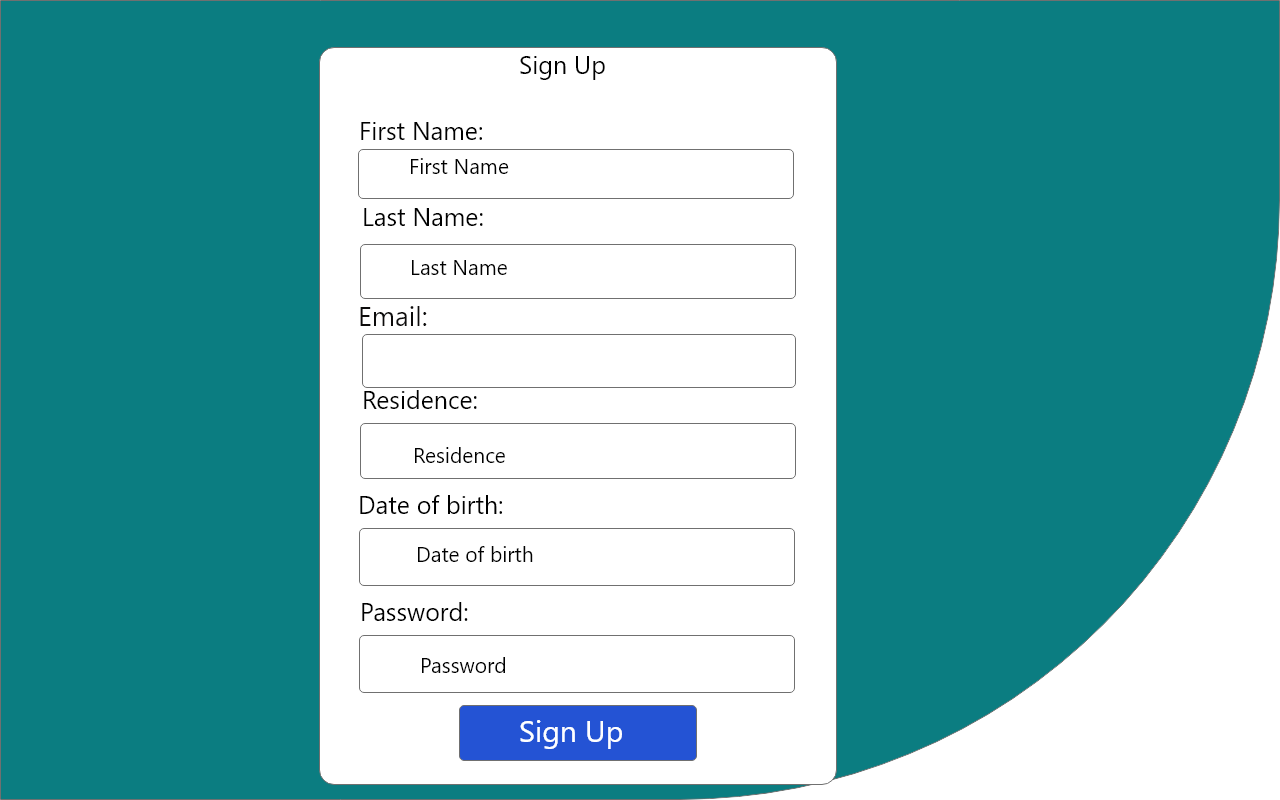 Sign Up
First Name:
First Name
Last Name:
Last Name
Email:
Residence:
Residence
Date of birth:
Date of birth
Password:
Password
Sign Up